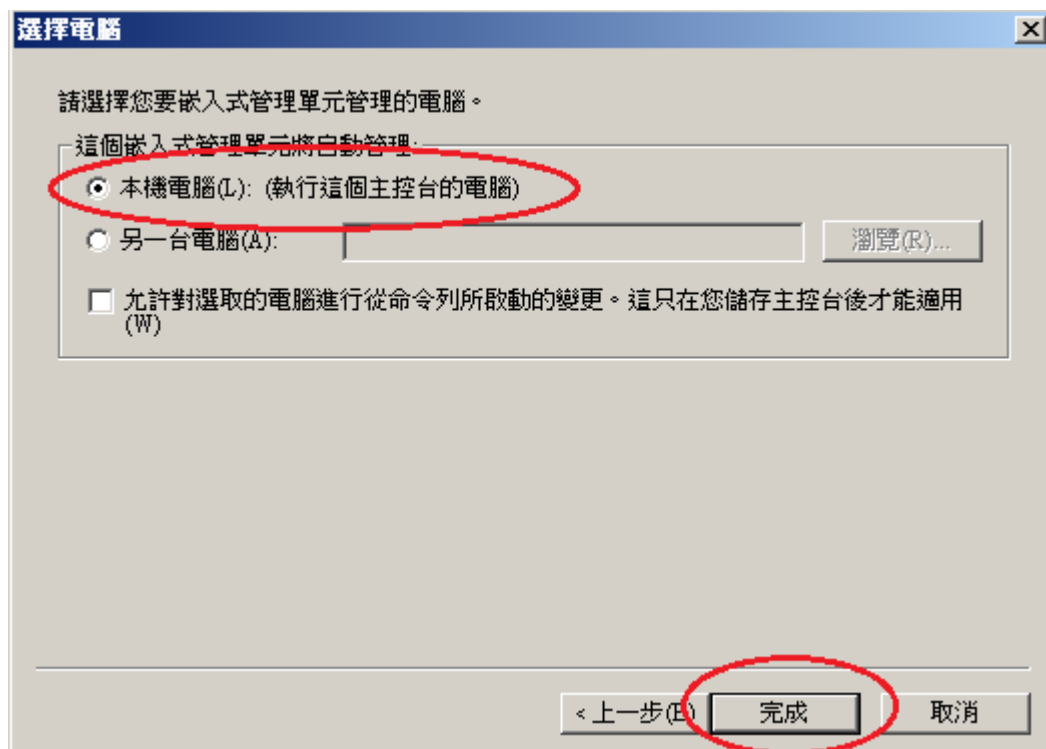 選擇電腦
請選擇您要嵌入式管理單元管理的電腦。
這個嵌入式管理單元將自動管理:
本機電腦(L): (執行這個主控台的電腦)
另一台電腦(A):
瀏覽(R)...
允許對選取的電腦進行從命令列所啟動的變更。這只在您儲存主控台後才能適用
(W)
<上一步(B)
完成
取消